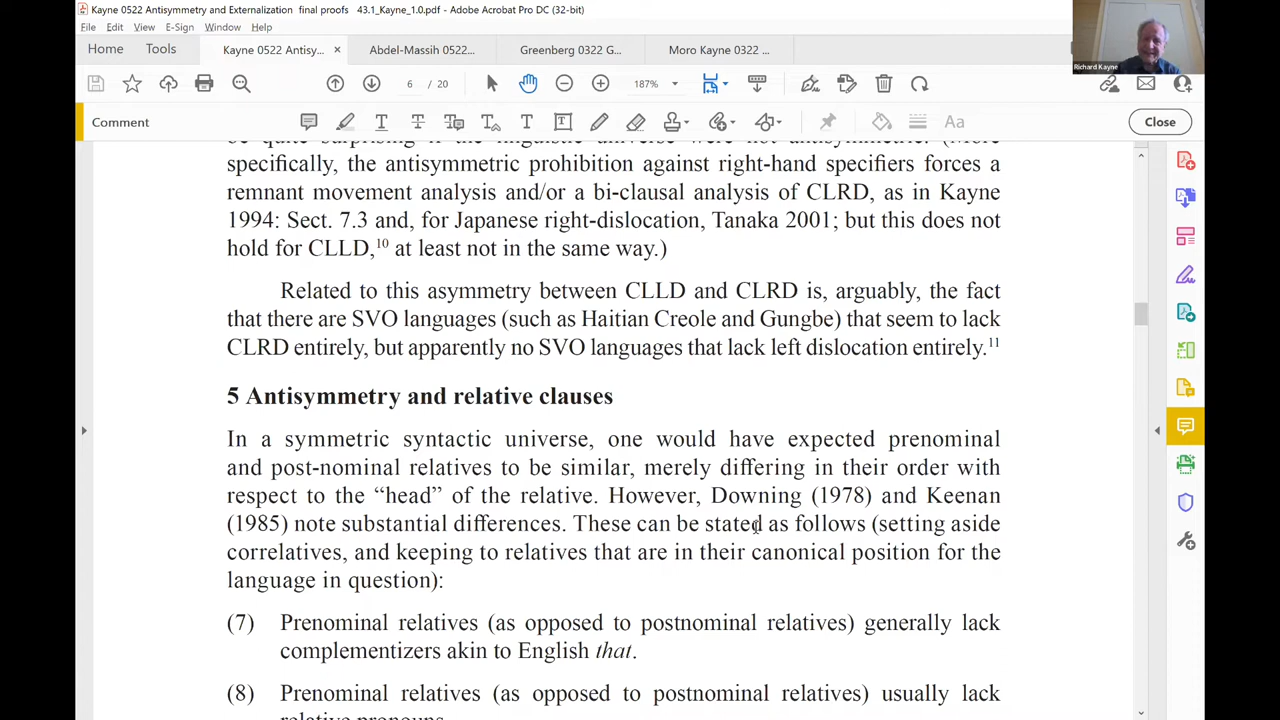 Kayne 0522 Antisymmetry and Externalization  final proofs  43.1_Kayne_1.0.pdf - Adobe Acrobat Pro DC (32-bit)
File Edit View E-Sign Window Help
Home Tools Kayne 0522 Antisy... × Abdel-Massih 0522... Greenberg 0322 G... Moro Kayne 0322 ...
Richard Kayne
6 / 20 187%
Comment Aa Close
specifically, the antisymmetric prohibition against right-hand specifiers forces a
remnant movement analysis and/or a bi-clausal analysis of CLRD, as in Kayne
1994: Sect. 7.3 and, for Japanese right-dislocation, Tanaka 2001; but this does not
hold for CLLD,10 at least not in the same way.)
Related to this asymmetry between CLLD and CLRD is, arguably, the fact
that there are SVO languages (such as Haitian Creole and Gungbe) that seem to lack
CLRD entirely, but apparently no SVO languages that lack left dislocation entirely.11
5 Antisymmetry and relative clauses
In a symmetric syntactic universe, one would have expected prenominal
and post-nominal relatives to be similar, merely differing in their order with
respect to the “head” of the relative. However, Downing (1978) and Keenan
(1985) note substantial differences. These can be stated as follows (setting aside
correlatives, and keeping to relatives that are in their canonical position for the
language in question):
(7) Prenominal relatives (as opposed to postnominal relatives) generally lack
complementizers akin to English that.
(8) Prenominal relatives (as opposed to postnominal relatives) usually lack
relative pronouns